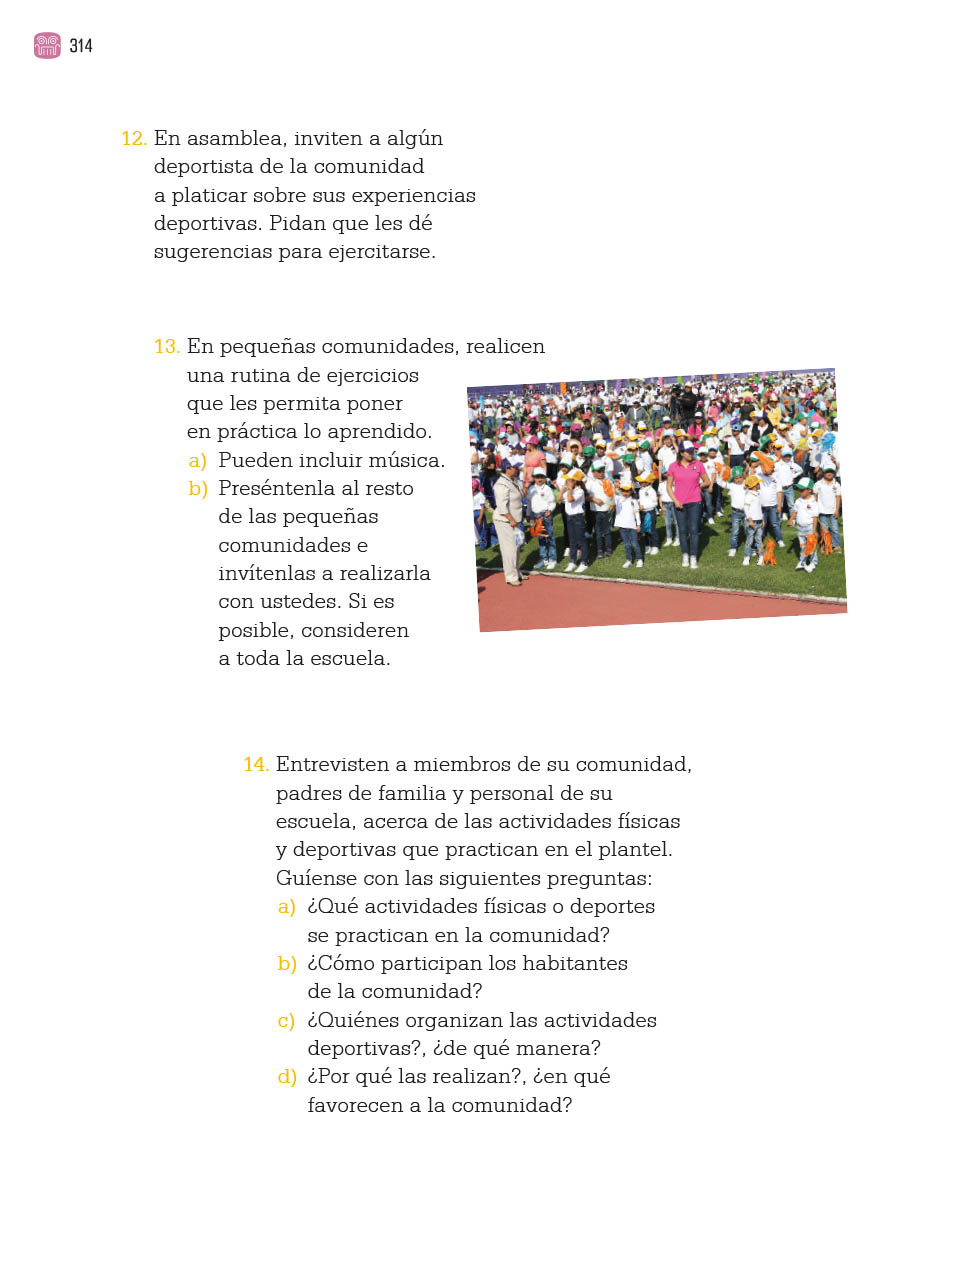 314
12. En asamblea, inviten a algún
deportista de la comunidad
a platicar sobre sus experiencias
deportivas. Pidan que les dé
sugerencias para ejercitarse.
13. En pequeñas comunidades, realicen
una rutina de ejercicios
que les permita poner
en práctica lo aprendido.
a) Pueden incluir música.
b) Preséntenla al resto
de las pequeñas
comunidades e
invítenlas a realizarla
con ustedes. Si es
posible, consideren
a toda la escuela.
14. Entrevisten a miembros de su comunidad,
padres de familia y personal de su
escuela, acerca de las actividades físicas
y deportivas que practican en el plantel.
Guíense con las siguientes preguntas:
a) ¿Qué actividades físicas o deportes
se practican en la comunidad?
b) ¿Cómo participan los habitantes
de la comunidad?
c) ¿Quiénes organizan las actividades
deportivas?, ¿de qué manera?
d) ¿Por qué las realizan?, ¿en qué
favorecen a la comunidad?